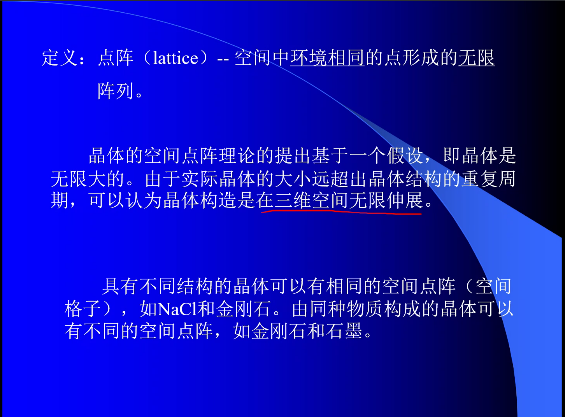 定义：点阵（lattice）-- 空间中环境相同的点形成的无限
阵列。
晶体的空间点阵理论的提出基于一个假设，即晶体是
无限大的。由于实际晶体的大小远超出晶体结构的重复周
期，可以认为晶体构造是在三维空间无限伸展。
具有不同结构的晶体可以有相同的空间点阵（空间
格子），如NaCl和金刚石。由同种物质构成的晶体可以
有不同的空间点阵，如金刚石和石墨。